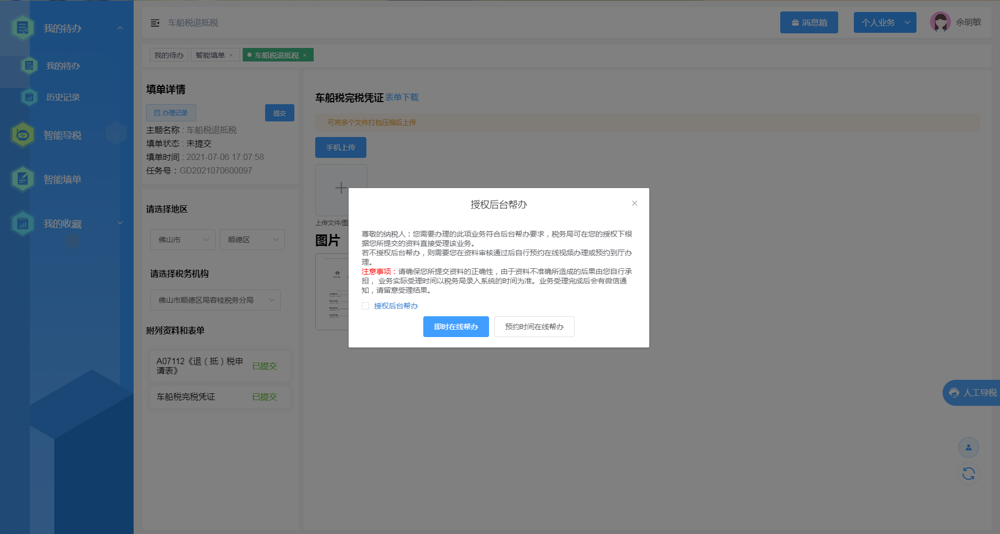 我的待办
我的待办
历史记录
智能导税
智能填单
我的收藏
车船税退抵税
消息箱
个人业务
余明敏
我的待办
智能填单
车船税退抵税
填单详情
办理记录
提交
主题名称 : 车船税退抵税
填单状态 : 未提交
填单时间 : 2021-07-06 17:07:58
任务号：GD2021070600097
请选择地区
佛山市
顺德区
请选择税务机构
佛山市顺德区局容桂税务分局
附列资料和表单
A07112《退（抵）税申
请表》
已提交
车船税完税凭证
已提交
车船税完税凭证 表单下载
可将多个文件打包压缩后上传
手机上传
上传文件/图
图片
授权后台帮办
尊敬的纳税人：您需要办理的此项业务符合后台帮办要求，税务局可在您的授权下根
据您所提交的资料直接受理该业务。
若不授权后台帮办，则需要您在资料审核通过后自行预约在线视频办理或预约到厅办
理。
注意事项：请确保您所提交资料的正确性，由于资料不准确所造成的后果由您自行承
担， 业务实际受理时间以税务局录入系统的时间为准。业务受理完成后会有微信通
知，请留意受理结果。
授权后台帮办
即时在线帮办
预约时间在线帮办
人工导税